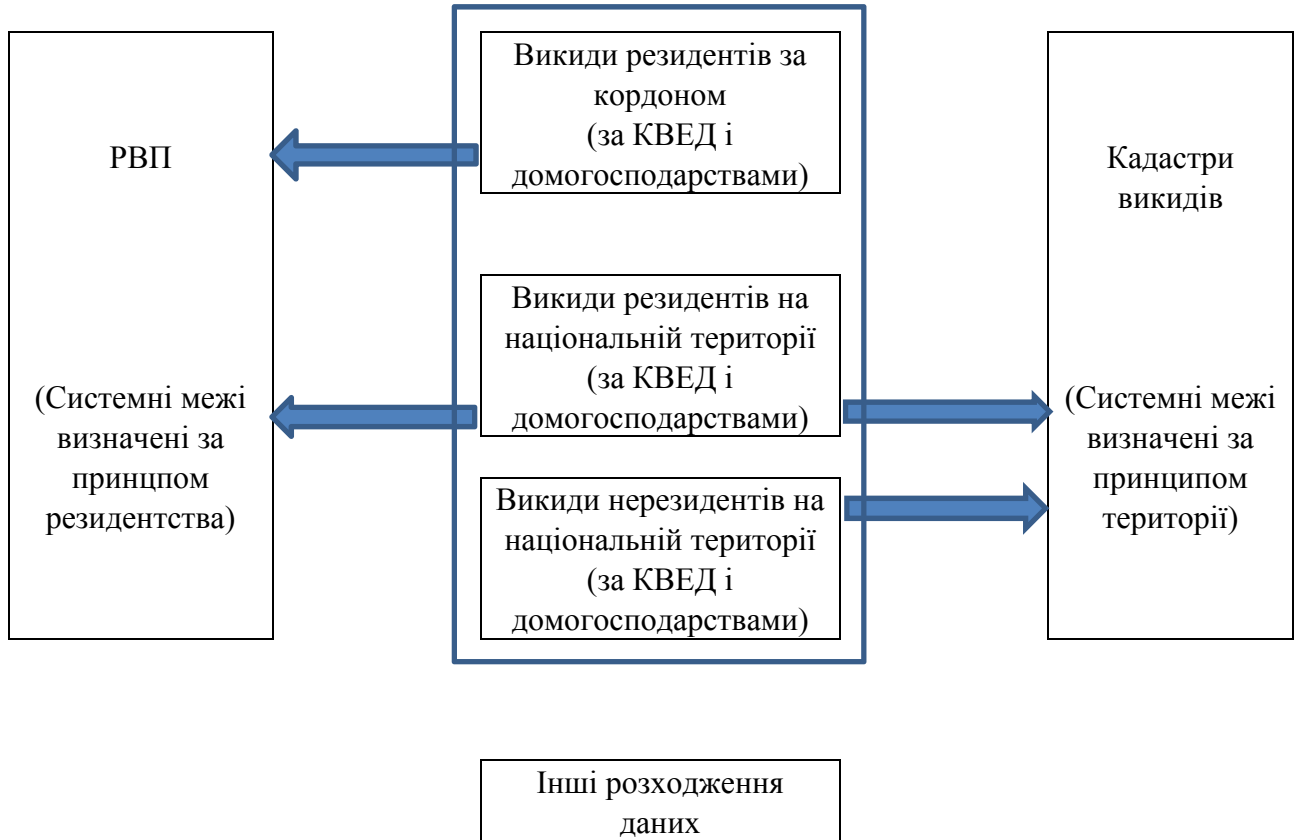 РВП
(Системні межі
визначені за
принцпом
резидентства)
Викиди резидентів за
кордоном
(за КВЕД і
домогосподарствами)
Викиди резидентів на
національній території
(за КВЕД і
домогосподарствами)
Викиди нерезидентів на
національній території
(за КВЕД і
домогосподарствами)
Кадастри
викидів
(Системні межі
визначені за
принципом
території)
Інші розходження
даних